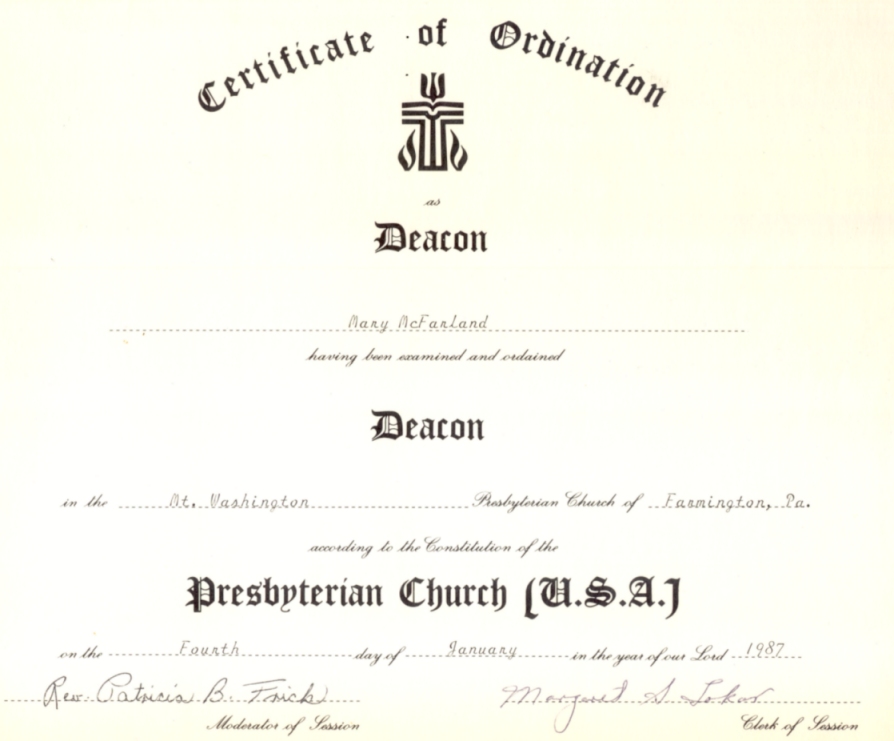 Certificate of Ordination
as
Deacon
Mary McFarland
having been examined and ordained
Deacon
in the Mt. Washington Presbyterian Church of Farmington, Pa.
according to the Constitution of the
Presbyterian Church (U.S.A.)
on the Fourth day of January in the year of our Lord 1987
Rev. Patricia B. Frick Margaret S.
Moderator of Session Clerk of Session